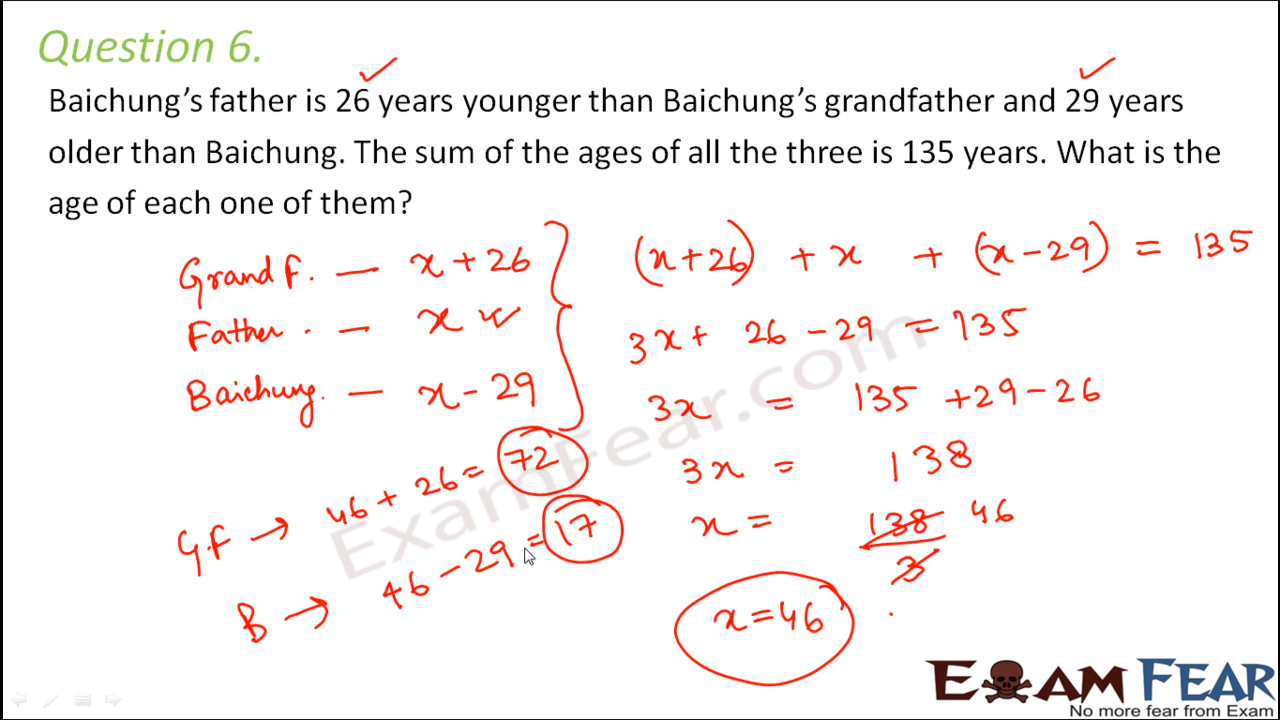 Question 6.
Baichung's father is 26 years younger than Baichung's grandfather and 29 years
older than Baichung. The sum of the ages of all the three is 135 years. What is the
age of each one of them?
Grand F. — x + 26
Father. — x
Baichung. — x - 29
GF → 46 + 26 = 72
B → 46 - 29 = 17
(x+26) + x + (x-29) = 135
3x + 26 - 29 = 135
3x = 135 + 29 - 26
3x = 138
x = 138/3 46
x = 46
ExamFear.com
EXAM FEAR
No more fear from Exam